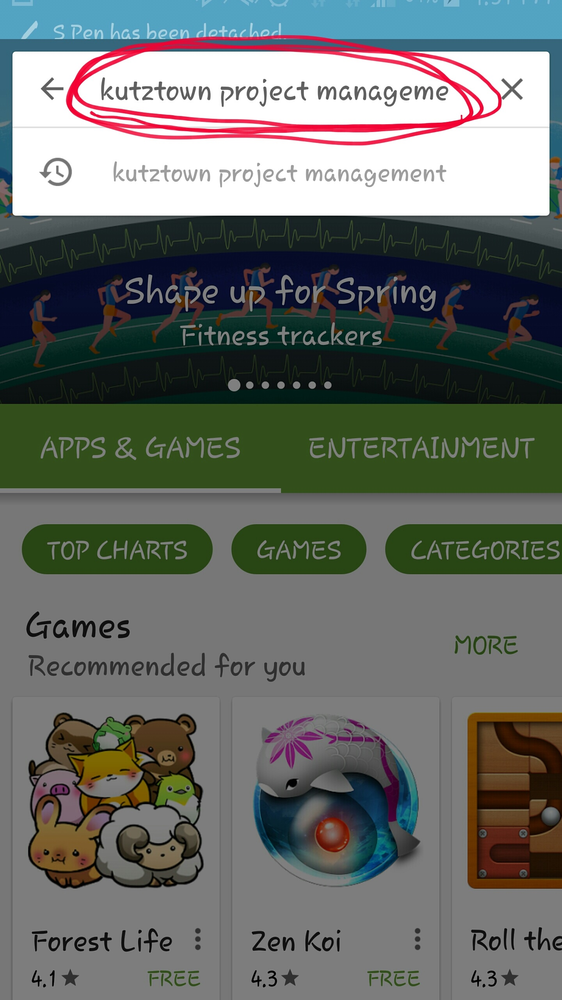 S Pen has been detached.
kutztown project manageme
kutztown project management
Shape up for Spring
Fitness trackers
APPS & GAMES ENTERTAINMENT
TOP CHARTS GAMES CATEGORIES
Games
MORE
Recommended for you
Forest Life Zen Koi Roll the
4.1 FREE 4.3 FREE 4.3